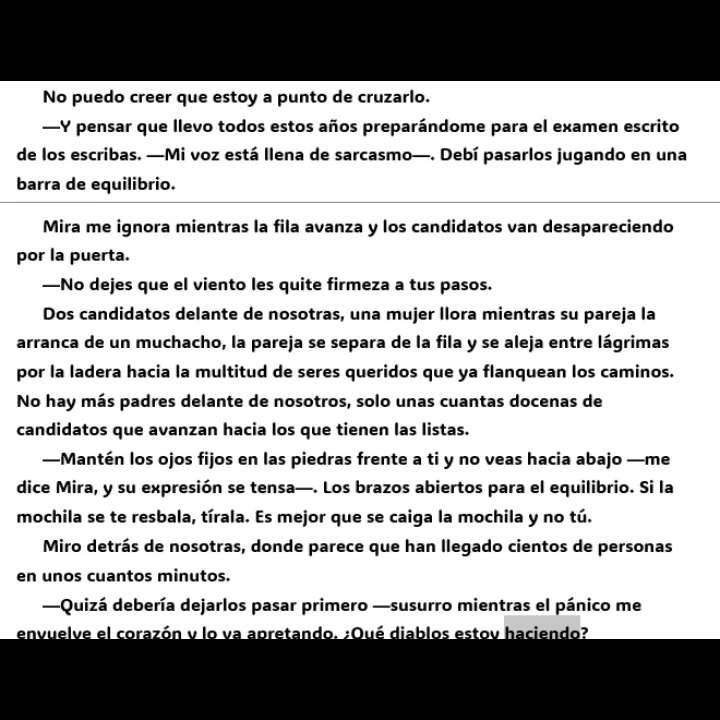 No puedo creer que estoy a punto de cruzarlo.
—Y pensar que llevo todos estos años preparándome para el examen escrito
de los escribas. —Mi voz está llena de sarcasmo—. Debí pasarlos jugando en una
barra de equilibrio.
Mira me ignora mientras la fila avanza y los candidatos van desapareciendo
por la puerta.
—No dejes que el viento les quite firmeza a tus pasos.
Dos candidatos delante de nosotras, una mujer llora mientras su pareja la
arranca de un muchacho, la pareja se separa de la fila y se aleja entre lágrimas
por la ladera hacia la multitud de seres queridos que ya flanquean los caminos.
No hay más padres delante de nosotros, solo unas cuantas docenas de
candidatos que avanzan hacia los que tienen las listas.
—Mantén los ojos fijos en las piedras frente a ti y no veas hacia abajo —me
dice Mira, y su expresión se tensa—. Los brazos abiertos para el equilibrio. Si la
mochila se te resbala, tírala. Es mejor que se caiga la mochila y no tú.
Miro detrás de nosotras, donde parece que han llegado cientos de personas
en unos cuantos minutos.
—Quizá debería dejarlos pasar primero —susurro mientras el pánico me
envuelve el corazón y lo va apretando. ¿Qué diablos estoy haciendo?